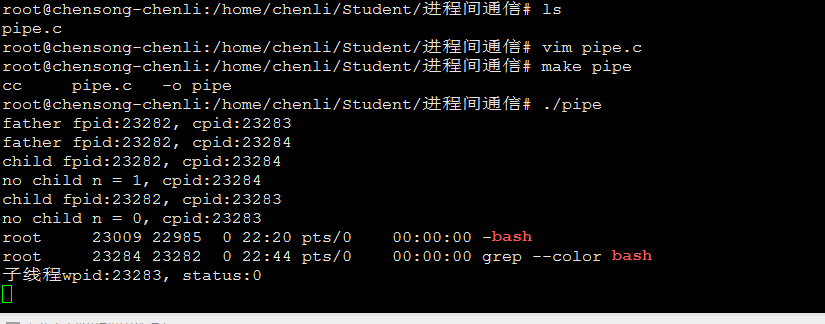 root@chensong-chenli:/home/chenli/Student/进程间通信# ls
pipe.c
root@chensong-chenli:/home/chenli/Student/进程间通信# vim pipe.c
root@chensong-chenli:/home/chenli/Student/进程间通信# make pipe
cc     pipe.c   -o pipe
root@chensong-chenli:/home/chenli/Student/进程间通信# ./pipe
father fpid:23282, cpid:23283
father fpid:23282, cpid:23284
child fpid:23282, cpid:23284
no child n = 1, cpid:23284
child fpid:23282, cpid:23283
no child n = 0, cpid:23283
root     23009 22985  0 22:20 pts/0    00:00:00 -bash
root     23284 23282  0 22:44 pts/0    00:00:00 grep --color bash
子线程wpid:23283, status:0